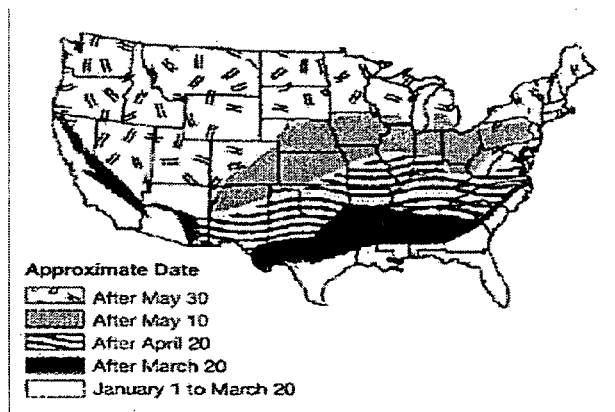 Approximate Date
After May 30
After May 10
After April 20
After March 20
January 1 to March 20